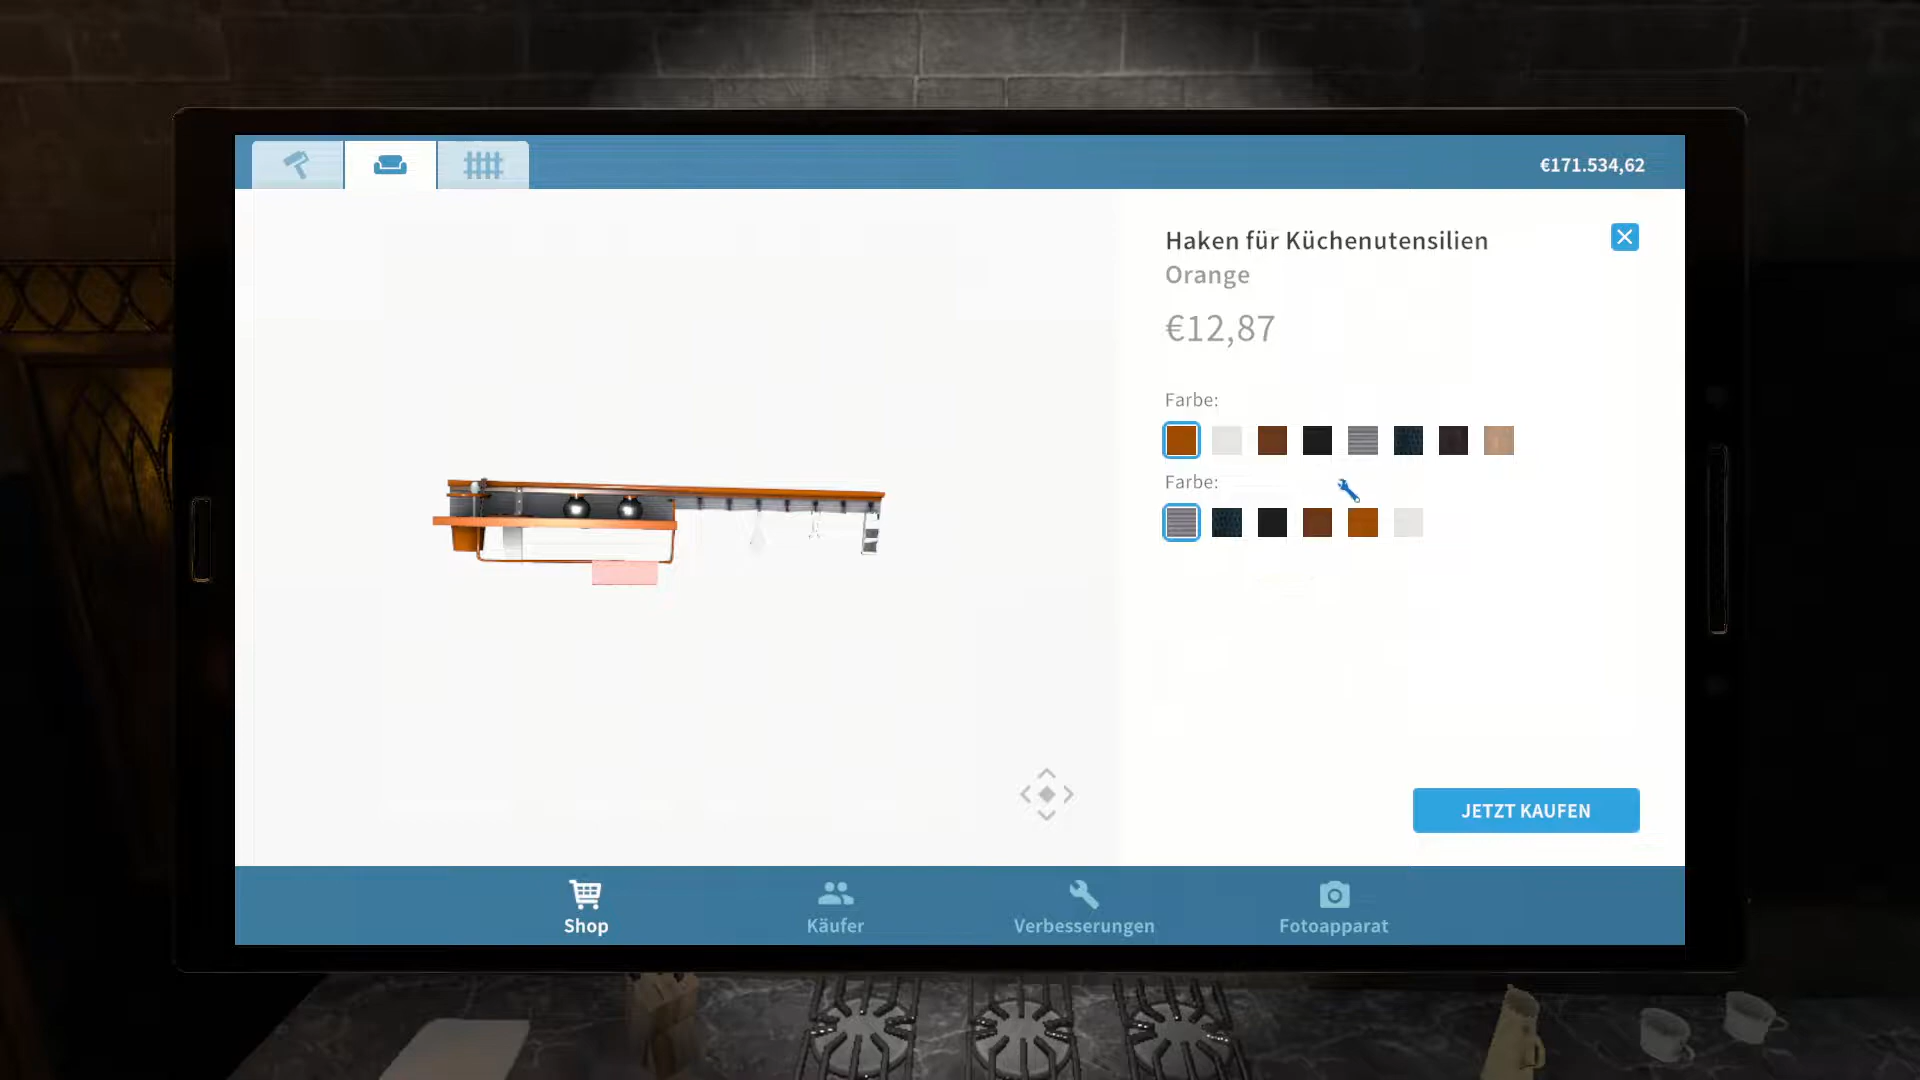 €171.534,62
Haken für Küchenutensilien
Orange
€12,87
Farbe:
Farbe:
JETZT KAUFEN
Shop
Käufer
Verbesserungen
Fotoapparat